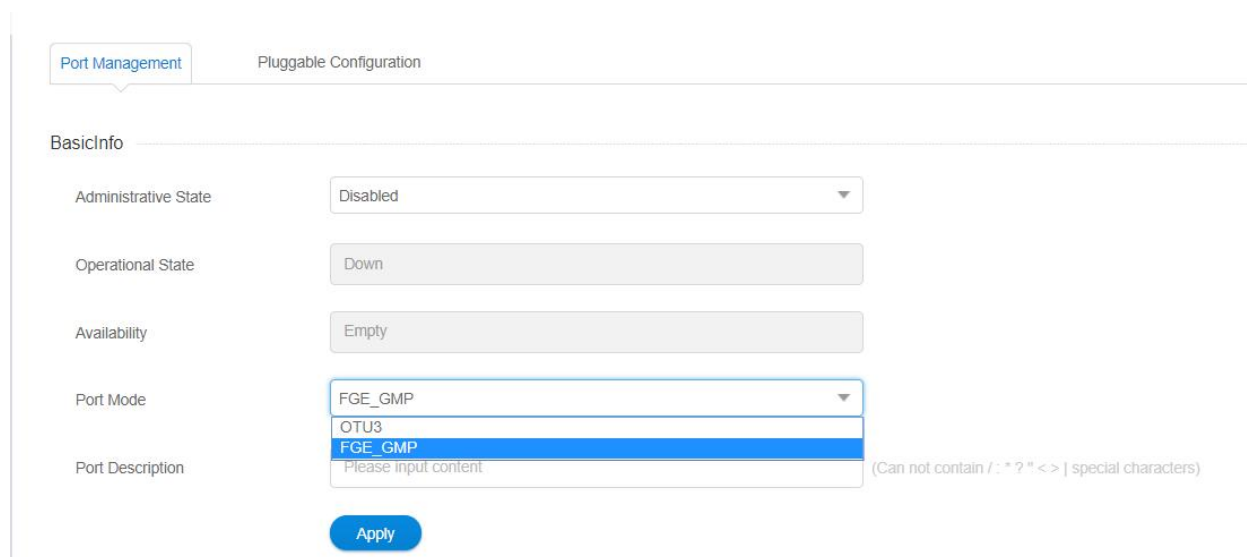 Port Management Pluggable Configuration
BasicInfo
Administrative State Disabled
Operational State Down
Availability Empty
Port Mode FGE_GMP
OTU3
FGE_GMP
Port Description Please input content (Can not contain / : * ? " < > | special characters)
Apply